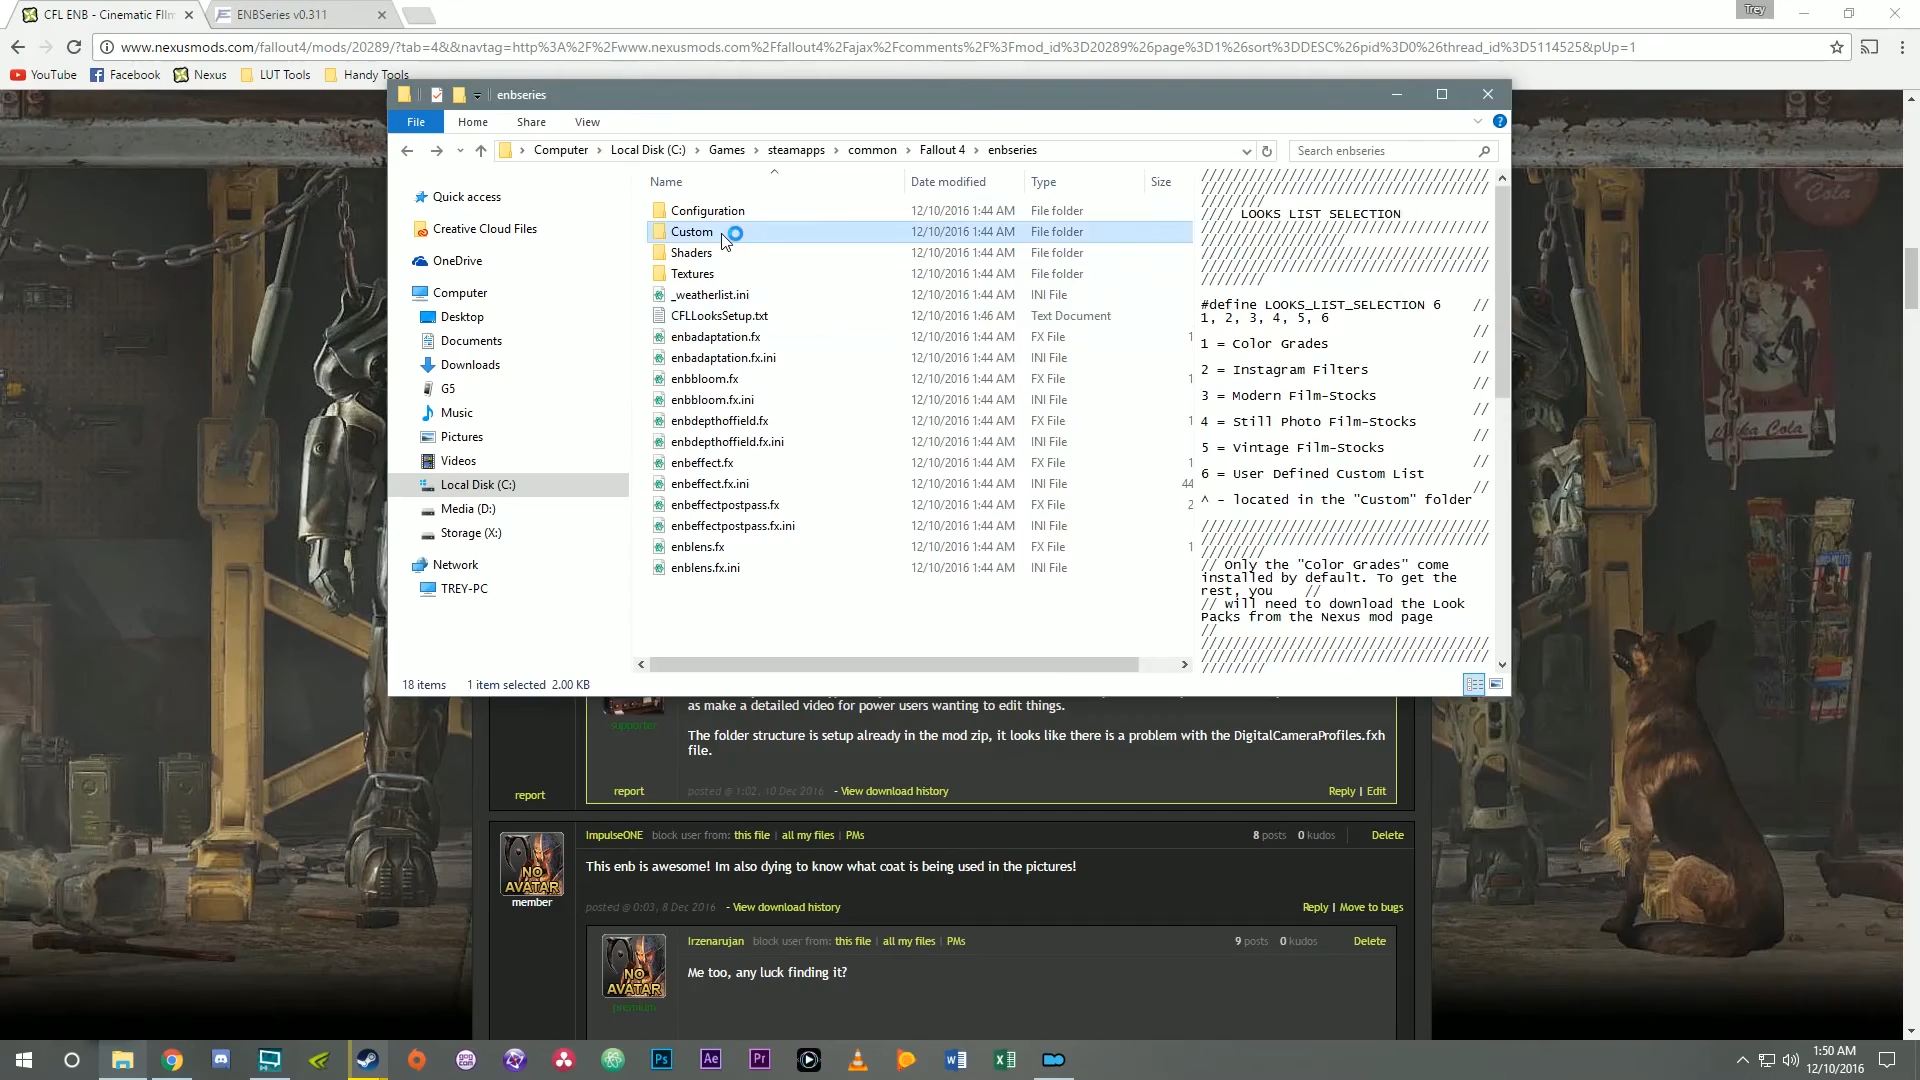 CFL ENB - Cinematic Film
ENBSeries v0.311
Trey
www.nexusmods.com/fallout4/mods/20289/?tab=4&&navtag=http%3A%2F%2Fwww.nexusmods.com%2Ffallout4%2Fajax%2Fcomments%2F%3Fmod_id%3D20289%26page%3D1%26sort%3DDESC%26pid%3D0%26thread_id%3D5114525&pUp=1
YouTube Facebook Nexus LUT Tools Handy Tools
enbseries
File Home Share View
Computer > Local Disk (C:) > Games > steamapps > common > Fallout 4 > enbseries
Search enbseries
Quick access
Creative Cloud Files
OneDrive
Computer
Desktop
Documents
Downloads
G5
Music
Pictures
Videos
Local Disk (C:)
Media (D:)
Storage (X:)
Network
TREY-PC
Name Date modified Type Size
Configuration 12/10/2016 1:44 AM File folder
Custom 12/10/2016 1:44 AM File folder
Shaders 12/10/2016 1:44 AM File folder
Textures 12/10/2016 1:44 AM File folder
_weatherlist.ini 12/10/2016 1:44 AM INI File
CFLLooksSetup.txt 12/10/2016 1:46 AM Text Document
enbadaptation.fx 12/10/2016 1:44 AM FX File 1
enbadaptation.fx.ini 12/10/2016 1:44 AM INI File
enbbloom.fx 12/10/2016 1:44 AM FX File 1
enbbloom.fx.ini 12/10/2016 1:44 AM INI File
enbdepthoffield.fx 12/10/2016 1:44 AM FX File 1
enbdepthoffield.fx.ini 12/10/2016 1:44 AM INI File
enbeffect.fx 12/10/2016 1:44 AM FX File 1
enbeffect.fx.ini 12/10/2016 1:44 AM INI File 44
enbeffectpostpass.fx 12/10/2016 1:44 AM FX File 2
enbeffectpostpass.fx.ini 12/10/2016 1:44 AM INI File
enblens.fx 12/10/2016 1:44 AM FX File 1
enblens.fx.ini 12/10/2016 1:44 AM INI File
////////////////////////////////////
////////////////////////////////////
////////
//// LOOKS LIST SELECTION
////////////////////////////////////
//////////////////
////////////////////////////////////
////////////////////////////////////
////////
#define LOOKS_LIST_SELECTION 6 //
1, 2, 3, 4, 5, 6
//
1 = Color Grades
//
2 = Instagram Filters
//
3 = Modern Film-Stocks
//
4 = Still Photo Film-Stocks
//
5 = Vintage Film-Stocks
//
6 = User Defined Custom List
//
^ - located in the "Custom" folder
////////////////////////////////////
////////////////////////////////////
////////
// Only the "Color Grades" come
installed by default. To get the
rest, you //
// will need to download the Look
Packs from the Nexus mod page
//
////////////////////////////////////
////////////////////////////////////
////////
18 items 1 item selected 2.00 KB
supporter
as make a detailed video for power users wanting to edit things.
The folder structure is setup already in the mod zip, it looks like there is a problem with the DigitalCameraProfiles.fxh
file.
report
report posted @ 1:02, 10 Dec 2016 - View download history Reply | Edit
ImpulseONE block user from: this file | all my files | PMs 8 posts 0 kudos Delete
NO
AVATAR
member
This enb is awesome! Im also dying to know what coat is being used in the pictures!
posted @ 0:03, 8 Dec 2016 - View download history Reply | Move to bugs
Irzenarujan block user from: this file | all my files | PMs 9 posts 0 kudos Delete
NO
AVATAR
premium
Me too, any luck finding it?
gog
com
Ps
Ae
Pr
1:50 AM
12/10/2016